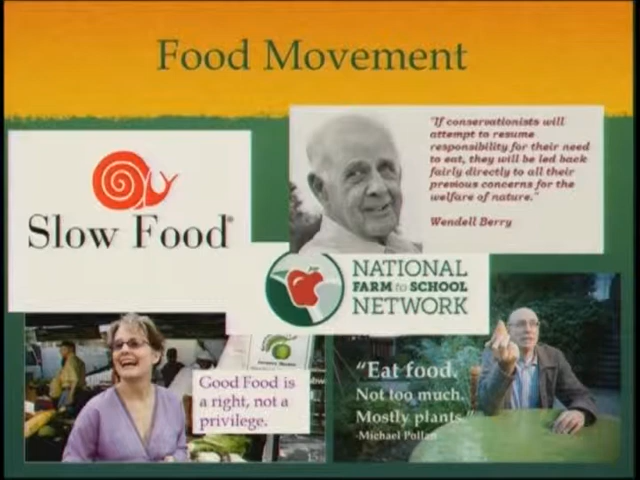 Food Movement
"If conservationists will
attempt to resume
responsibility for their need
to eat, they will be led back
fairly directly to all their
previous concerns for the
welfare of nature."
Wendell Berry
Slow Food®
NATIONAL
FARM to SCHOOL
NETWORK
Good Food is
a right, not a
privilege.
"Eat food.
Not too much.
Mostly plants."
-Michael Pollan